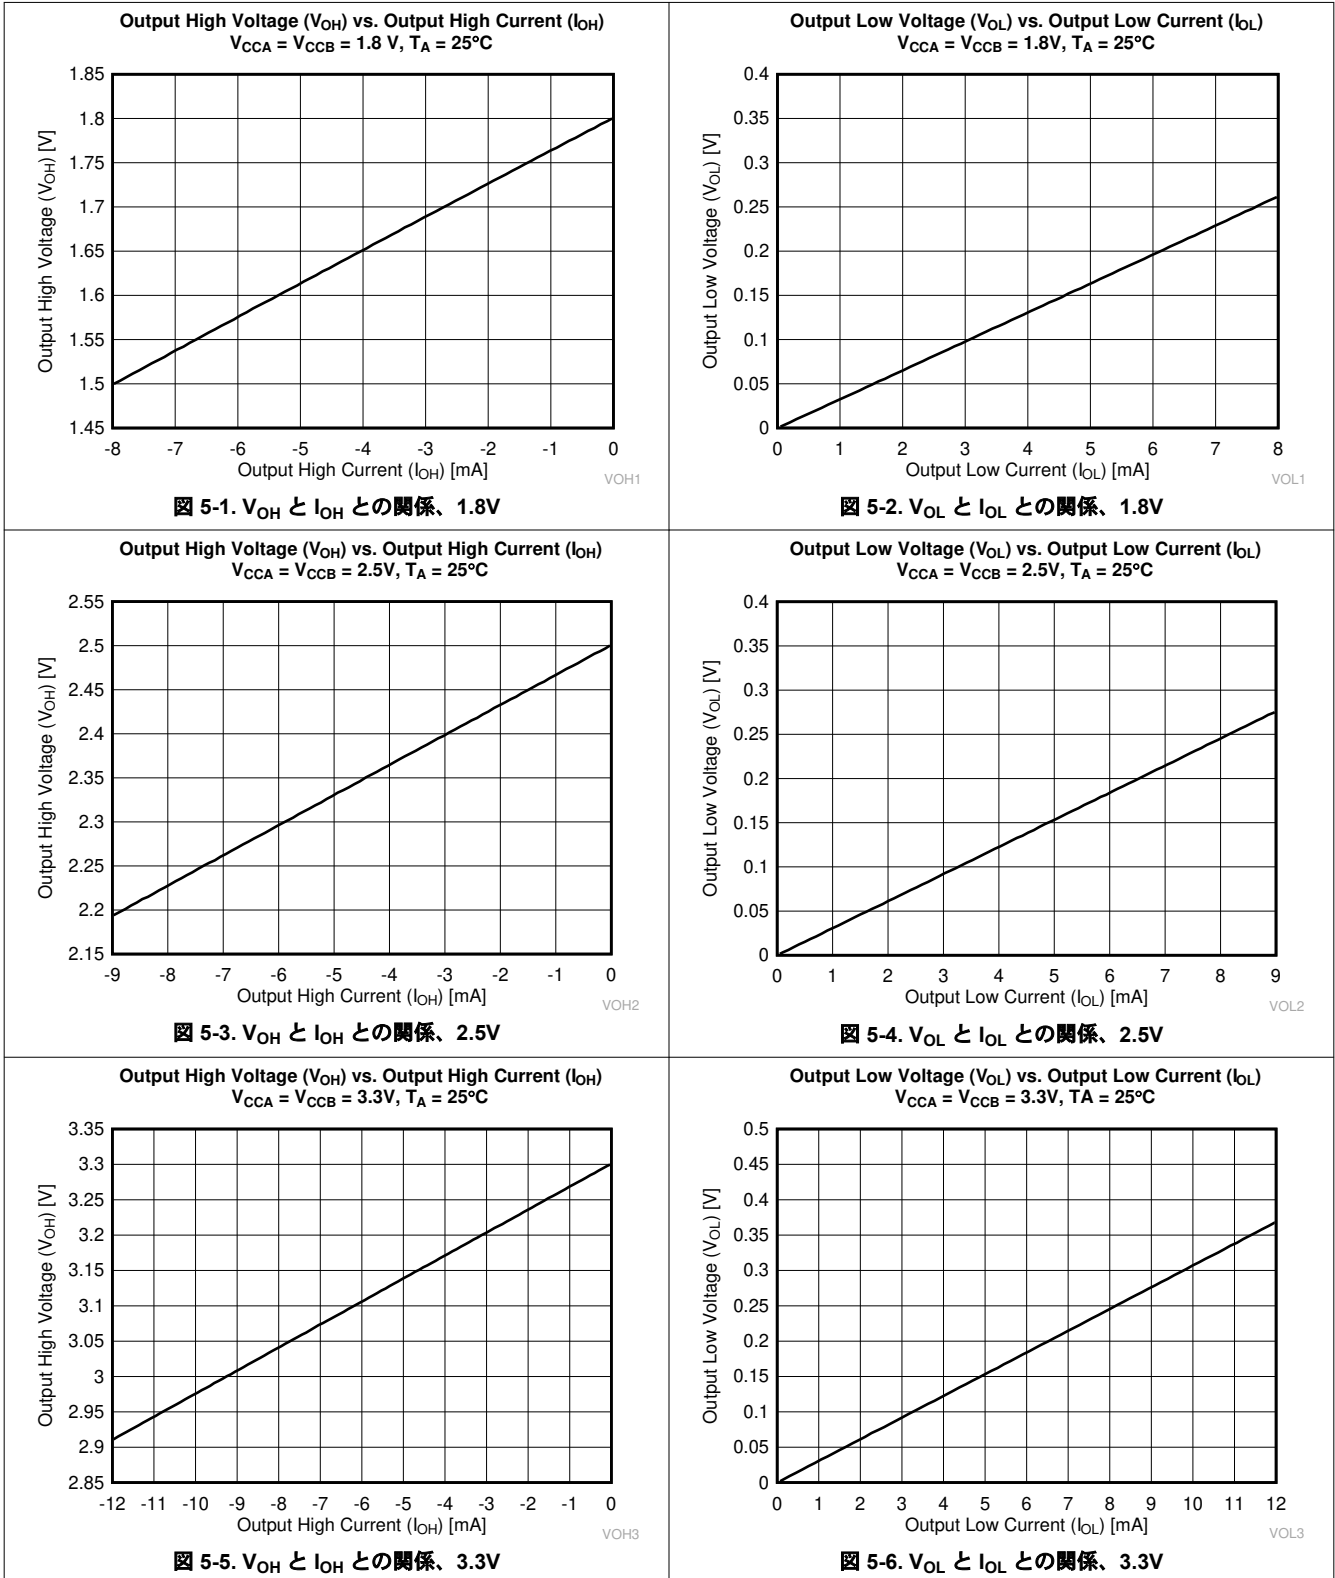 Output High Voltage (VOH) vs. Output High Current (IOH)
VCCA = VCCB = 1.8 V, TA = 25°C
1.85
1.8
1.75
1.7
1.65
1.6
1.55
1.5
1.45
Output High Voltage (VOH) [V]
-8 -7 -6 -5 -4 -3 -2 -1 0
Output High Current (IOH) [mA]
VOH1
図 5-1. VOH と IOH との関係、1.8V
Output Low Voltage (VOL) vs. Output Low Current (IOL)
VCCA = VCCB = 1.8V, TA = 25°C
0.4
0.35
0.3
0.25
0.2
0.15
0.1
0.05
0
Output Low Voltage (VOL) [V]
0 1 2 3 4 5 6 7 8
Output Low Current (IOL) [mA]
VOL1
図 5-2. VOL と IOL との関係、1.8V
Output High Voltage (VOH) vs. Output High Current (IOH)
VCCA = VCCB = 2.5V, TA = 25°C
2.55
2.5
2.45
2.4
2.35
2.3
2.25
2.2
2.15
Output High Voltage (VOH) [V]
-9 -8 -7 -6 -5 -4 -3 -2 -1 0
Output High Current (IOH) [mA]
VOH2
図 5-3. VOH と IOH との関係、2.5V
Output Low Voltage (VOL) vs. Output Low Current (IOL)
VCCA = VCCB = 2.5V, TA = 25°C
0.4
0.35
0.3
0.25
0.2
0.15
0.1
0.05
0
Output Low Voltage (VOL) [V]
0 1 2 3 4 5 6 7 8 9
Output Low Current (IOL) [mA]
VOL2
図 5-4. VOL と IOL との関係、2.5V
Output High Voltage (VOH) vs. Output High Current (IOH)
VCCA = VCCB = 3.3V, TA = 25°C
3.35
3.3
3.25
3.2
3.15
3.1
3.05
3
2.95
2.9
2.85
Output High Voltage (VOH) [V]
-12 -11 -10 -9 -8 -7 -6 -5 -4 -3 -2 -1 0
Output High Current (IOH) [mA]
VOH3
図 5-5. VOH と IOH との関係、3.3V
Output Low Voltage (VOL) vs. Output Low Current (IOL)
VCCA = VCCB = 3.3V, TA = 25°C
0.5
0.45
0.4
0.35
0.3
0.25
0.2
0.15
0.1
0.05
0
Output Low Voltage (VOL) [V]
0 1 2 3 4 5 6 7 8 9 10 11 12
Output Low Current (IOL) [mA]
VOL3
図 5-6. VOL と IOL との関係、3.3V